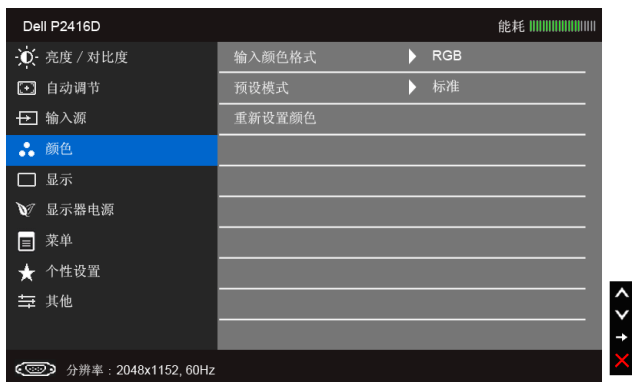 Dell P2416D 能耗
亮度 / 对比度 输入颜色格式 RGB
自动调节 预设模式 标准
输入源 重新设置颜色
颜色
显示
显示器电源
菜单
个性设置
其他
分辨率 : 2048x1152, 60Hz